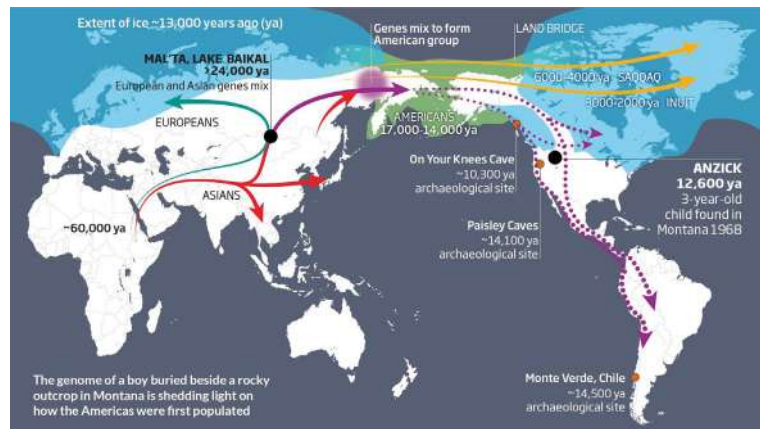 Extent of ice ~13,000 years ago (ya)
Genes mix to form
American group
LAND BRIDGE
MAL'TA, LAKE BAIKAL
>24,000 ya
European and Asian genes mix
6000-4000 ya SAQQAQ
3000-2000 ya INUIT
EUROPEANS
AMERICANS
17,000-14,000 ya
On Your Knees Cave
~10,300 ya
archaeological site
ANZICK
12,600 ya
3-year-old
child found in
Montana 1968
ASIANS
~60,000 ya
Paisley Caves
~14,100 ya
archaeological site
The genome of a boy buried beside a rocky
outcrop in Montana is shedding light on
how the Americas were first populated
Monte Verde, Chile
~14,500 ya
archaeological site